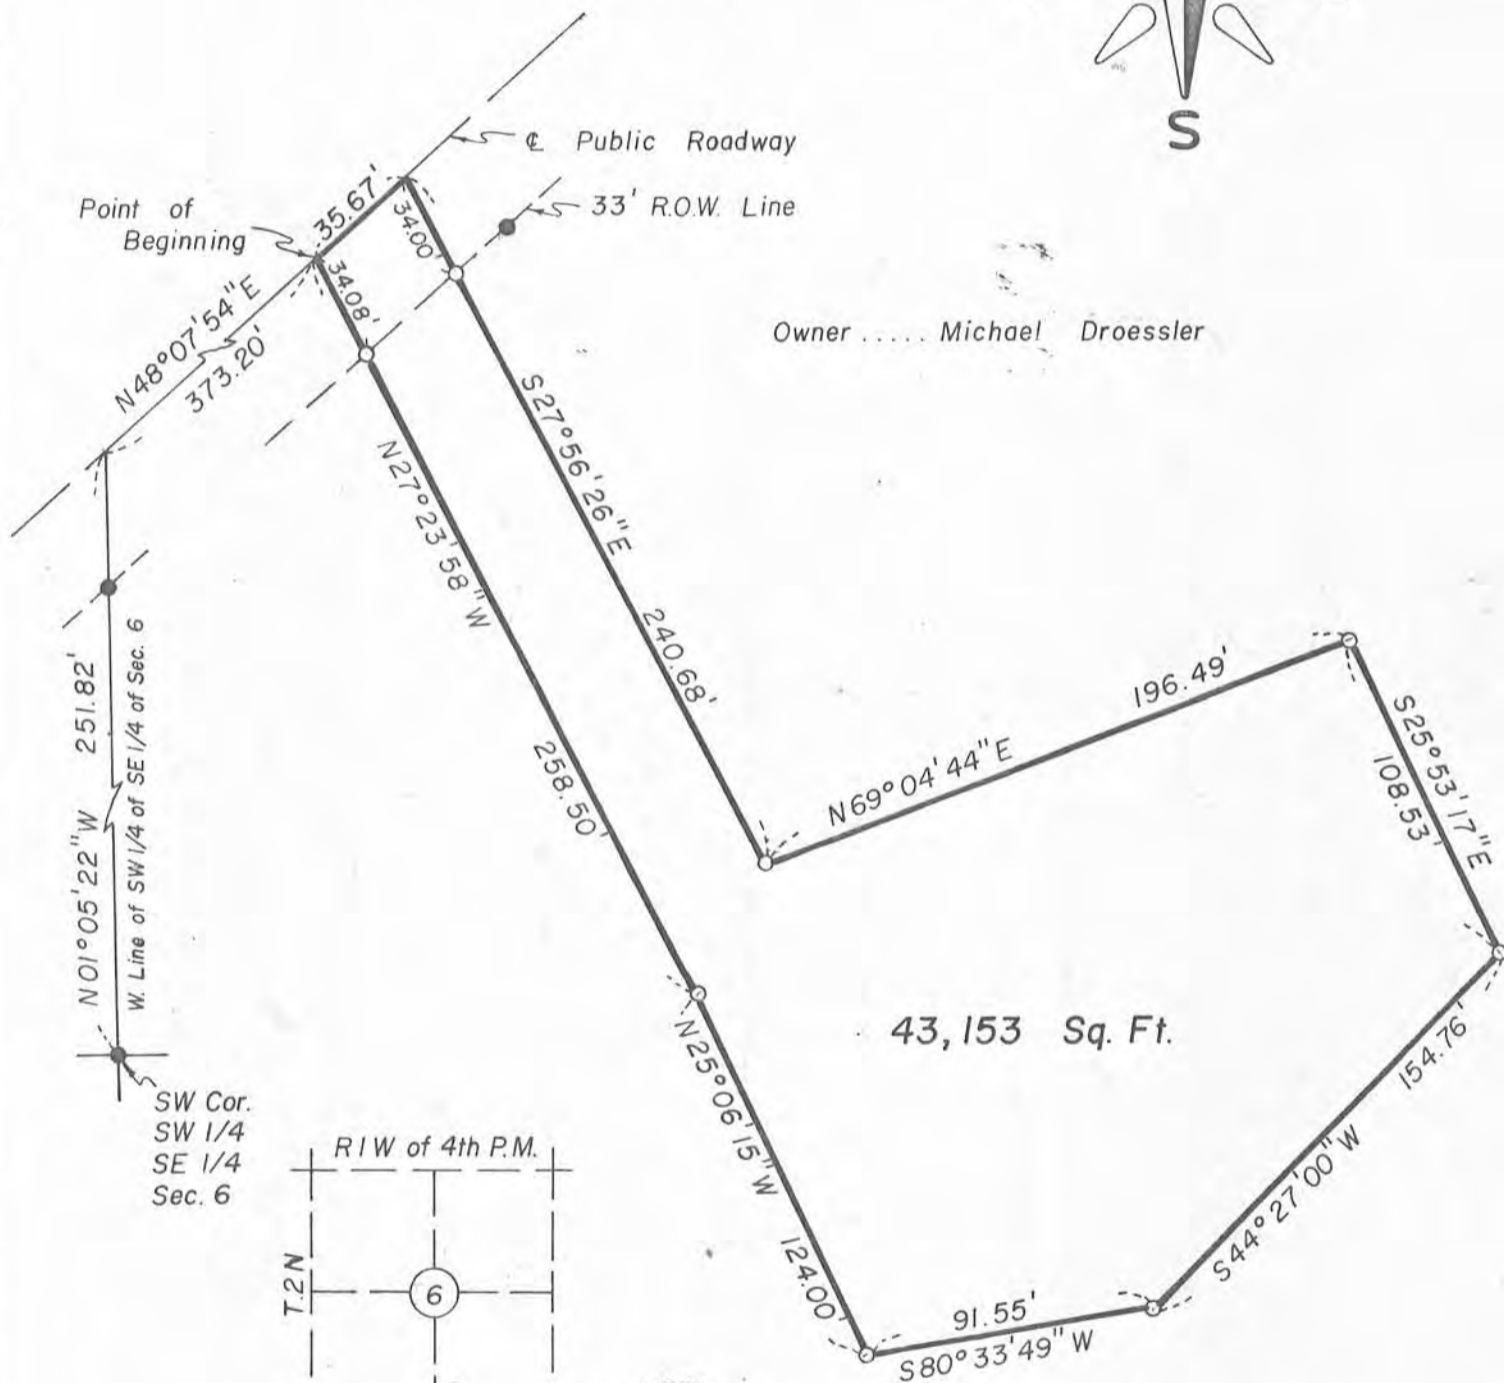 S
℄ Public Roadway
Point of
Beginning
35.67'
34.00'
33' R.O.W. Line
34.08'
N48°07'54"E
373.20'
Owner ..... Michael Droessler
S27°56'26"E
240.68'
N27°23'58"W
258.50'
N01°05'22"W 251.82'
W. Line of SW 1/4 of SE 1/4 of Sec. 6
196.49'
N69°04'44"E
S25°53'17"E
108.53'
43,153 Sq. Ft.
154.76'
S44°27'00"W
N25°06'15"W
124.00'
91.55'
S80°33'49"W
SW Cor.
SW 1/4
SE 1/4
Sec. 6
R1W of 4th P.M.
T.2N
6